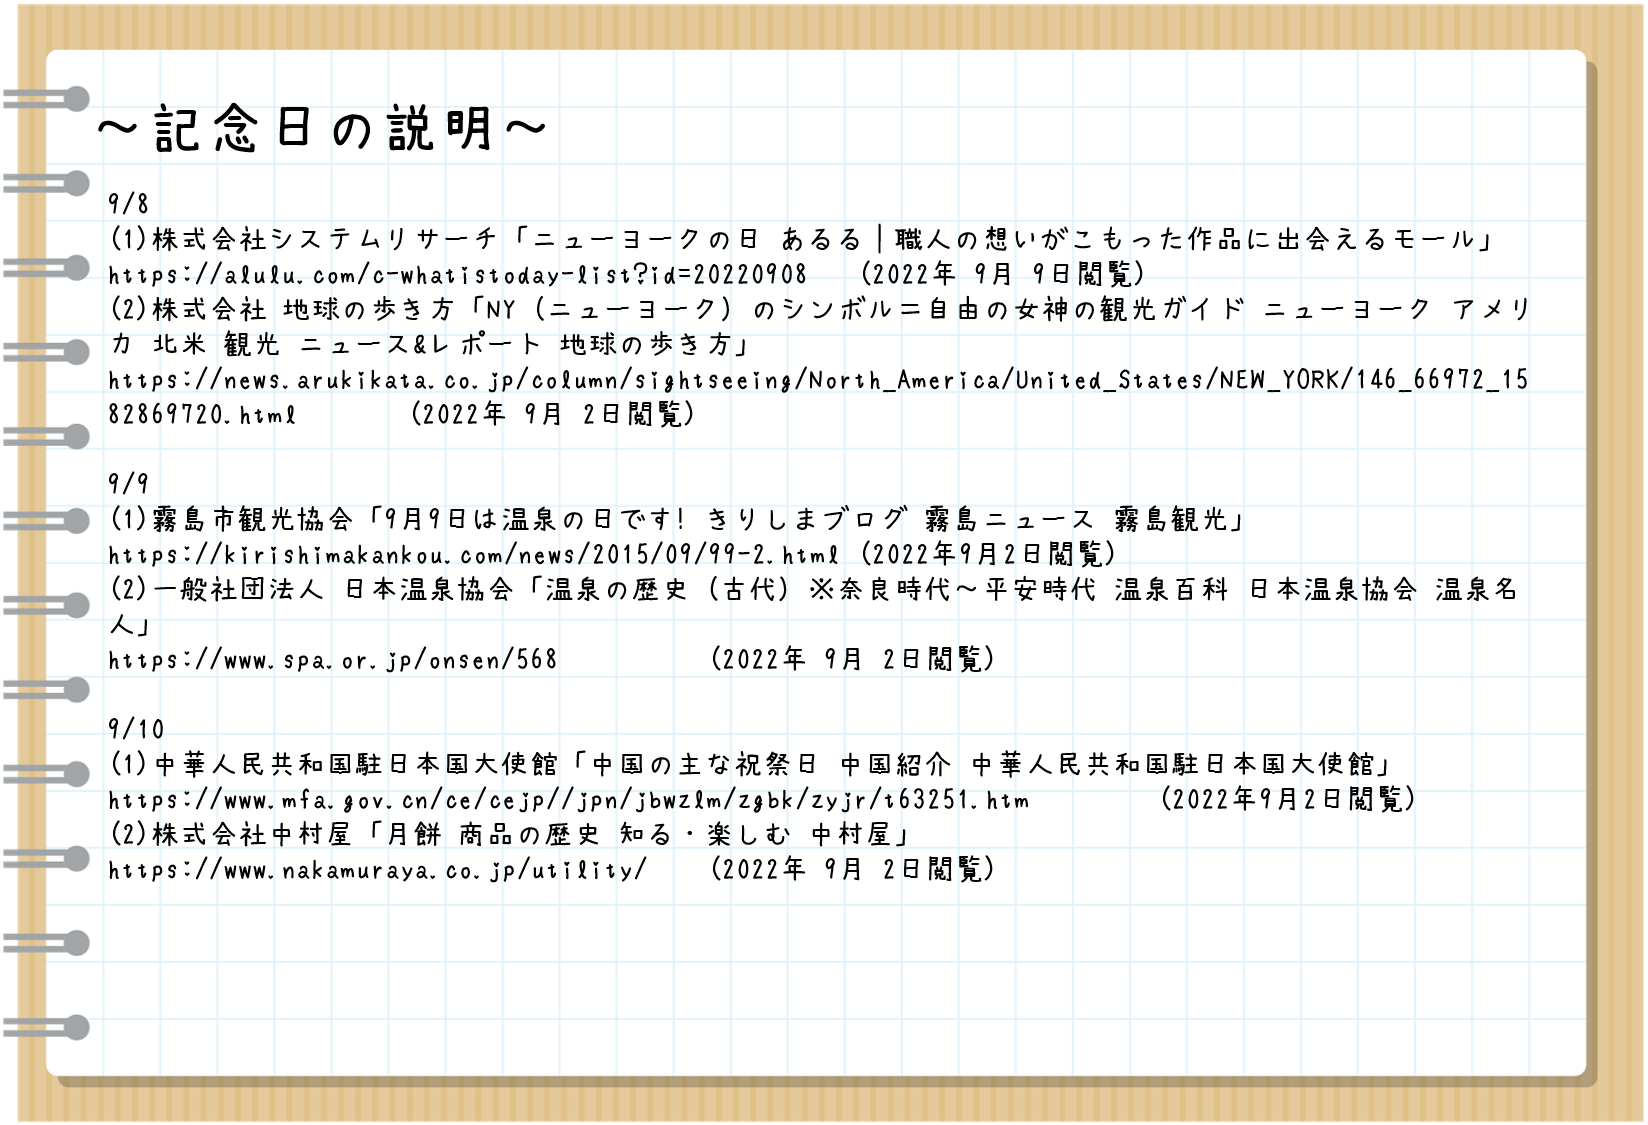 ～記念日の説明～
9/8
(1)株式会社システムリサーチ「ニューヨークの日 あるる｜職人の想いがこもった作品に出会えるモール」
https://alulu.com/c-whatistoday-list?id=20220908 (2022年 9月 9日閲覧)
(2)株式会社 地球の歩き方「NY（ニューヨーク）のシンボル＝自由の女神の観光ガイド ニューヨーク アメリ
カ 北米 観光 ニュース&レポート 地球の歩き方」
https://news.arukikata.co.jp/column/sightseeing/North_America/United_States/NEW_YORK/146_66972_15
82869720.html (2022年 9月 2日閲覧)
9/9
(1)霧島市観光協会「9月9日は温泉の日です! きりしまブログ 霧島ニュース 霧島観光」
https://kirishimakankou.com/news/2015/09/99-2.html (2022年9月2日閲覧)
(2)一般社団法人 日本温泉協会「温泉の歴史（古代）※奈良時代～平安時代 温泉百科 日本温泉協会 温泉名
人」
https://www.spa.or.jp/onsen/568 (2022年 9月 2日閲覧)
9/10
(1)中華人民共和国駐日本国大使館「中国の主な祝祭日 中国紹介 中華人民共和国駐日本国大使館」
https://www.mfa.gov.cn/ce/cejp//jpn/jbwzlm/zgbk/zyjr/t63251.htm (2022年9月2日閲覧)
(2)株式会社中村屋「月餅 商品の歴史 知る・楽しむ 中村屋」
https://www.nakamuraya.co.jp/utility/ (2022年 9月 2日閲覧)